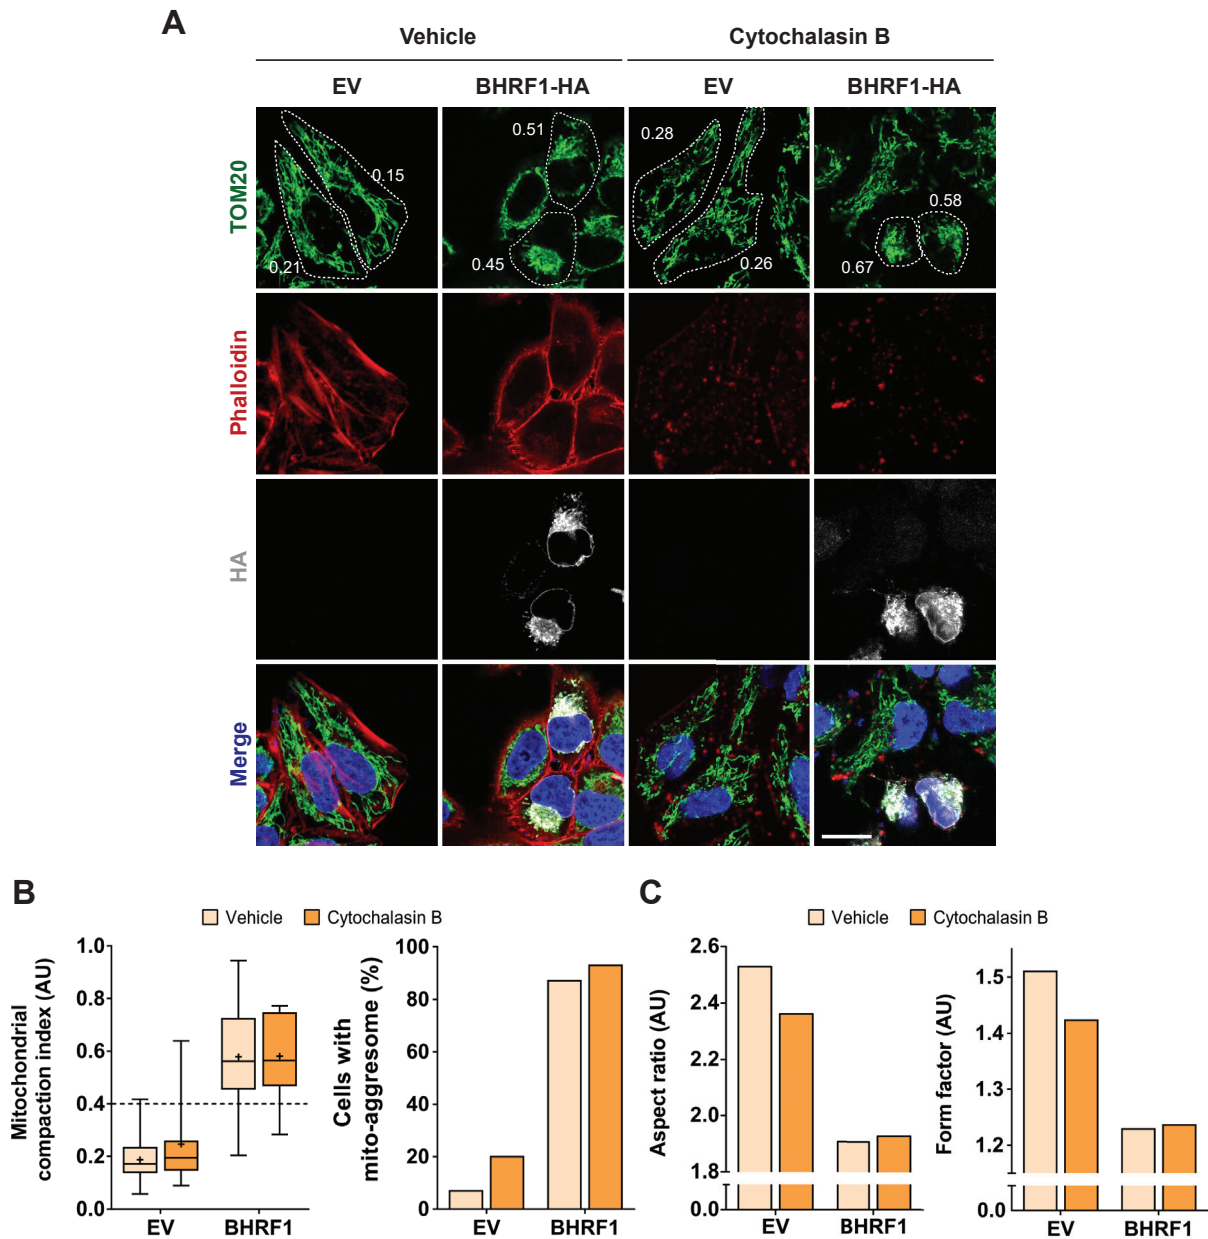 A
Vehicle Cytochalasin B
EV BHRF1-HA EV BHRF1-HA
TOM20
0.15
0.21
0.51
0.45
0.28
0.26
0.58
0.67
Phalloidin
HA
Merge
B
Vehicle Cytochalasin B
Mitochondrial
compaction index (AU)
1.0
0.8
0.6
0.4
0.2
0.0
EV BHRF1
Cells with
mito-aggresome (%)
100
80
60
40
20
0
EV BHRF1
C
Vehicle Cytochalasin B
Aspect ratio (AU)
2.6
2.4
2.2
2.0
1.8
0.0
EV BHRF1
Form factor (AU)
1.5
1.4
1.3
1.2
0.0
EV BHRF1